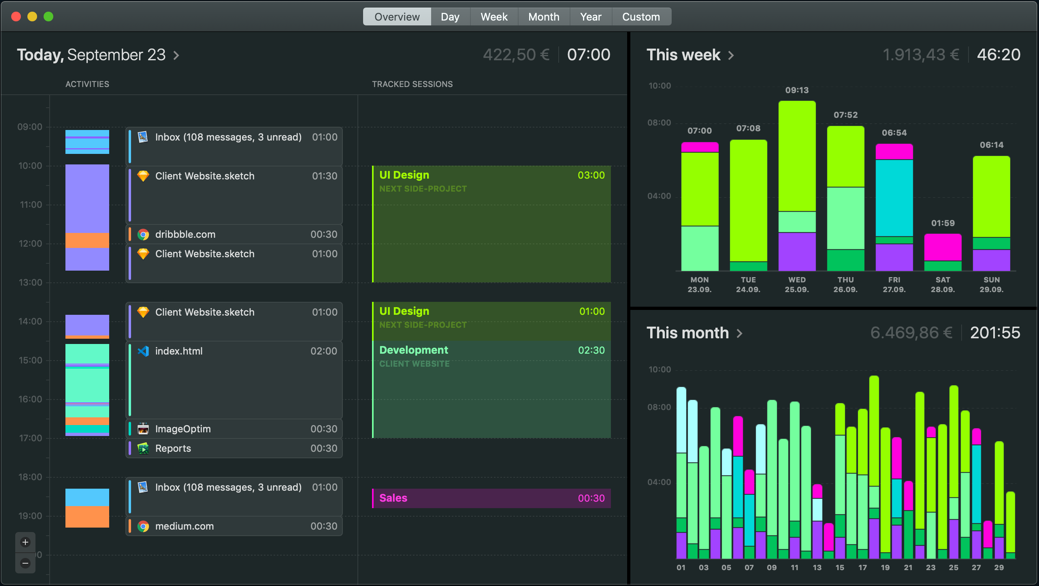 Overview Day Week Month Year Custom
Today, September 23 422,50 € 07:00
ACTIVITIES TRACKED SESSIONS
09:00
10:00
11:00
12:00
13:00
14:00
15:00
16:00
17:00
18:00
19:00
Inbox (108 messages, 3 unread) 01:00
Client Website.sketch 01:30
dribbble.com 00:30
Client Website.sketch 01:00
Client Website.sketch 01:00
index.html 02:00
ImageOptim 00:30
Reports 00:30
Inbox (108 messages, 3 unread) 01:00
medium.com 00:30
UI Design 03:00
NEXT SIDE-PROJECT
UI Design 01:00
NEXT SIDE-PROJECT
Development 02:30
CLIENT WEBSITE
Sales 00:30
This week 1.913,43 € 46:20
10:00
08:00
04:00
07:00 07:08 09:13 07:52 06:54 01:59 06:14
MON TUE WED THU FRI SAT SUN
23.09. 24.09. 25.09. 26.09. 27.09. 28.09. 29.09.
This month 6.469,86 € 201:55
10:00
08:00
04:00
01 03 05 07 09 11 13 15 17 19 21 23 25 27 29